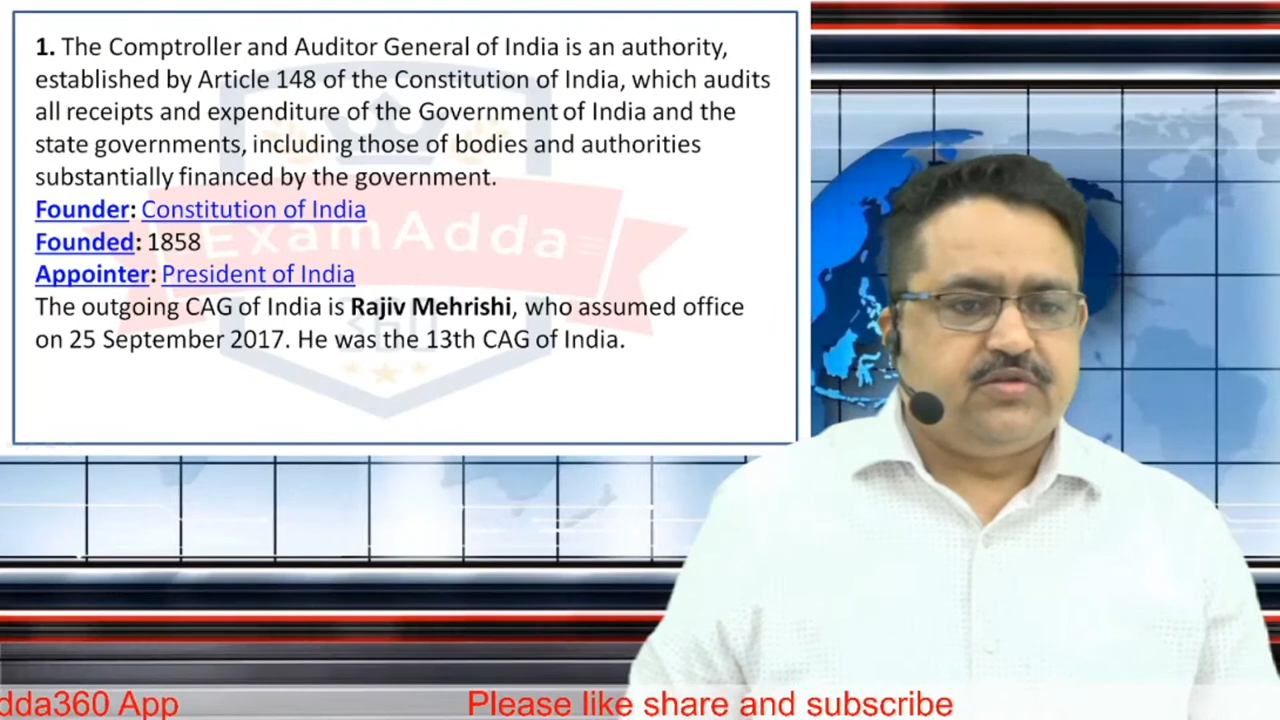 1. The Comptroller and Auditor General of India is an authority,
established by Article 148 of the Constitution of India, which audits
all receipts and expenditure of the Government of India and the
state governments, including those of bodies and authorities
substantially financed by the government.
Founder: Constitution of India
Founded: 1858
Appointer: President of India
The outgoing CAG of India is Rajiv Mehrishi, who assumed office
on 25 September 2017. He was the 13th CAG of India.
ExamAdda
360
dda360 App
Please like share and subscribe